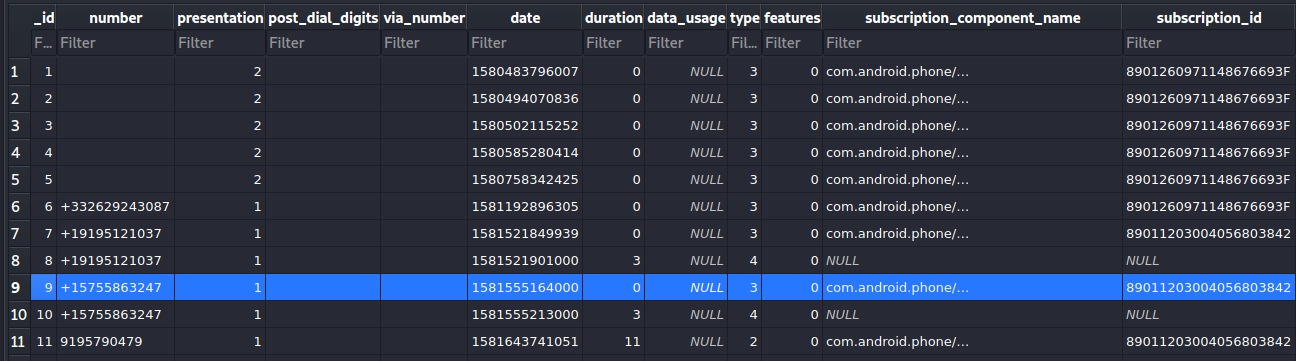 _id number presentation post_dial_digits via_number date duration data_usage type features subscription_component_name subscription_id
F... Filter Filter Filter Filter Filter Filter Filter Fil... Filter Filter Filter
1 1 2 1580483796007 0 NULL 3 0 com.android.phone/... 8901260971148676693F
2 2 2 1580494070836 0 NULL 3 0 com.android.phone/... 8901260971148676693F
3 3 2 1580502115252 0 NULL 3 0 com.android.phone/... 8901260971148676693F
4 4 2 1580585280414 0 NULL 3 0 com.android.phone/... 8901260971148676693F
5 5 2 1580758342425 0 NULL 3 0 com.android.phone/... 8901260971148676693F
6 6 +332629243087 1 1581192896305 0 NULL 3 0 com.android.phone/... 8901260971148676693F
7 7 +19195121037 1 1581521849939 0 NULL 3 0 com.android.phone/... 89011203004056803842
8 8 +19195121037 1 1581521901000 3 NULL 4 0 NULL NULL
9 9 +15755863247 1 1581555164000 0 NULL 3 0 com.android.phone/... 89011203004056803842
10 10 +15755863247 1 1581555213000 3 NULL 4 0 NULL NULL
11 11 9195790479 1 1581643741051 11 NULL 2 0 com.android.phone/... 89011203004056803842